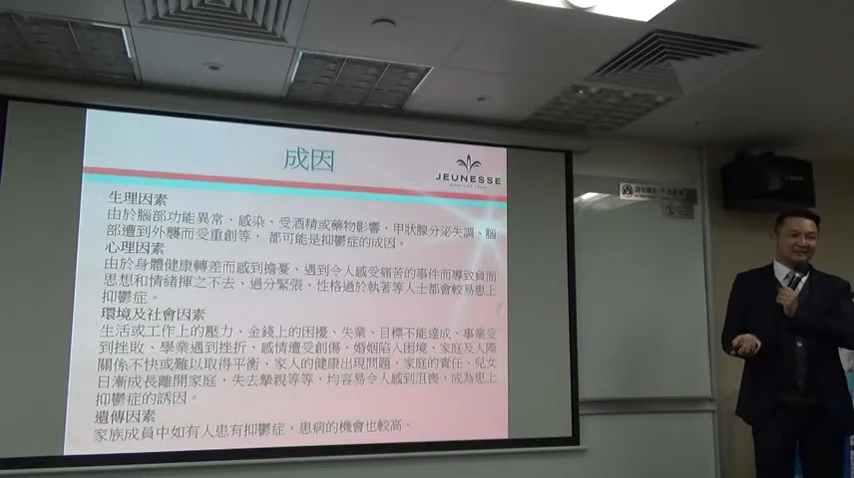 成因
JEUNESSE
生理因素
由於腦部功能異常、感染、受酒精或藥物影響、甲狀腺分泌失調、腦
部遭到外襲而受重創等，都可能是抑鬱症的成因。
心理因素
由於身體健康轉差而感到擔憂、遇到令人感受痛苦的事件而導致負面
思想和情緒揮之不去、過分緊張、性格過於執著等人士都會較易患上
抑鬱症。
環境及社會因素
生活或工作上的壓力、金錢上的困擾、失業、目標不能達成、事業受
到挫敗、學業遇到挫折、感情遭受創傷、婚姻陷入困境、家庭及人際
關係不快或難以取得平衡、家人的健康出現問題、家庭的責任、兒女
日漸成長離開家庭，失去摯親等等，均容易令人感到沮喪，成為患上
抑鬱症的誘因。
遺傳因素
家族成員中如有人患有抑鬱症，患病的機會也較高。